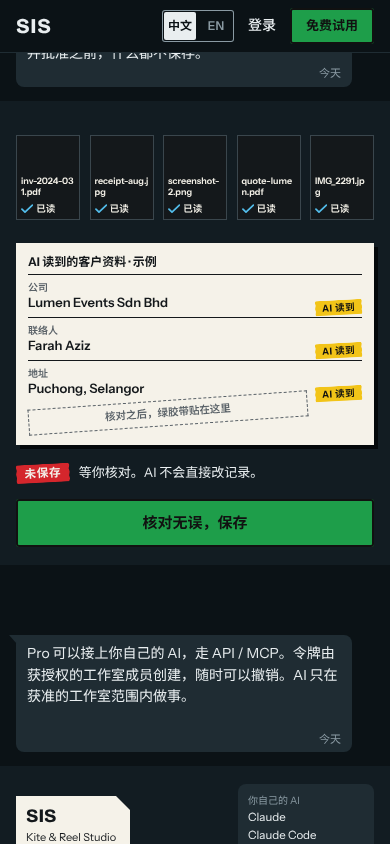 SIS
中文
EN
登录
免费试用
并批准之前，什么都不保存。
今天
inv-2024-03
1.pdf
已读
receipt-aug.j
pg
已读
screenshot-
2.png
已读
quote-lume
n.pdf
已读
IMG_2291.jp
g
已读
AI 读到的客户资料·示例
公司
Lumen Events Sdn Bhd
AI 读到
联络人
Farah Aziz
AI 读到
地址
Puchong, Selangor
AI 读到
核对之后，绿胶带贴在这里
未保存
等你核对。AI 不会直接改记录。
核对无误，保存
Pro 可以接上你自己的 AI，走 API / MCP。令牌由
获授权的工作室成员创建，随时可以撤销。AI 只在
获准的工作室范围内做事。
今天
SIS
Kite & Reel Studio
你自己的 AI
Claude
Claude Code